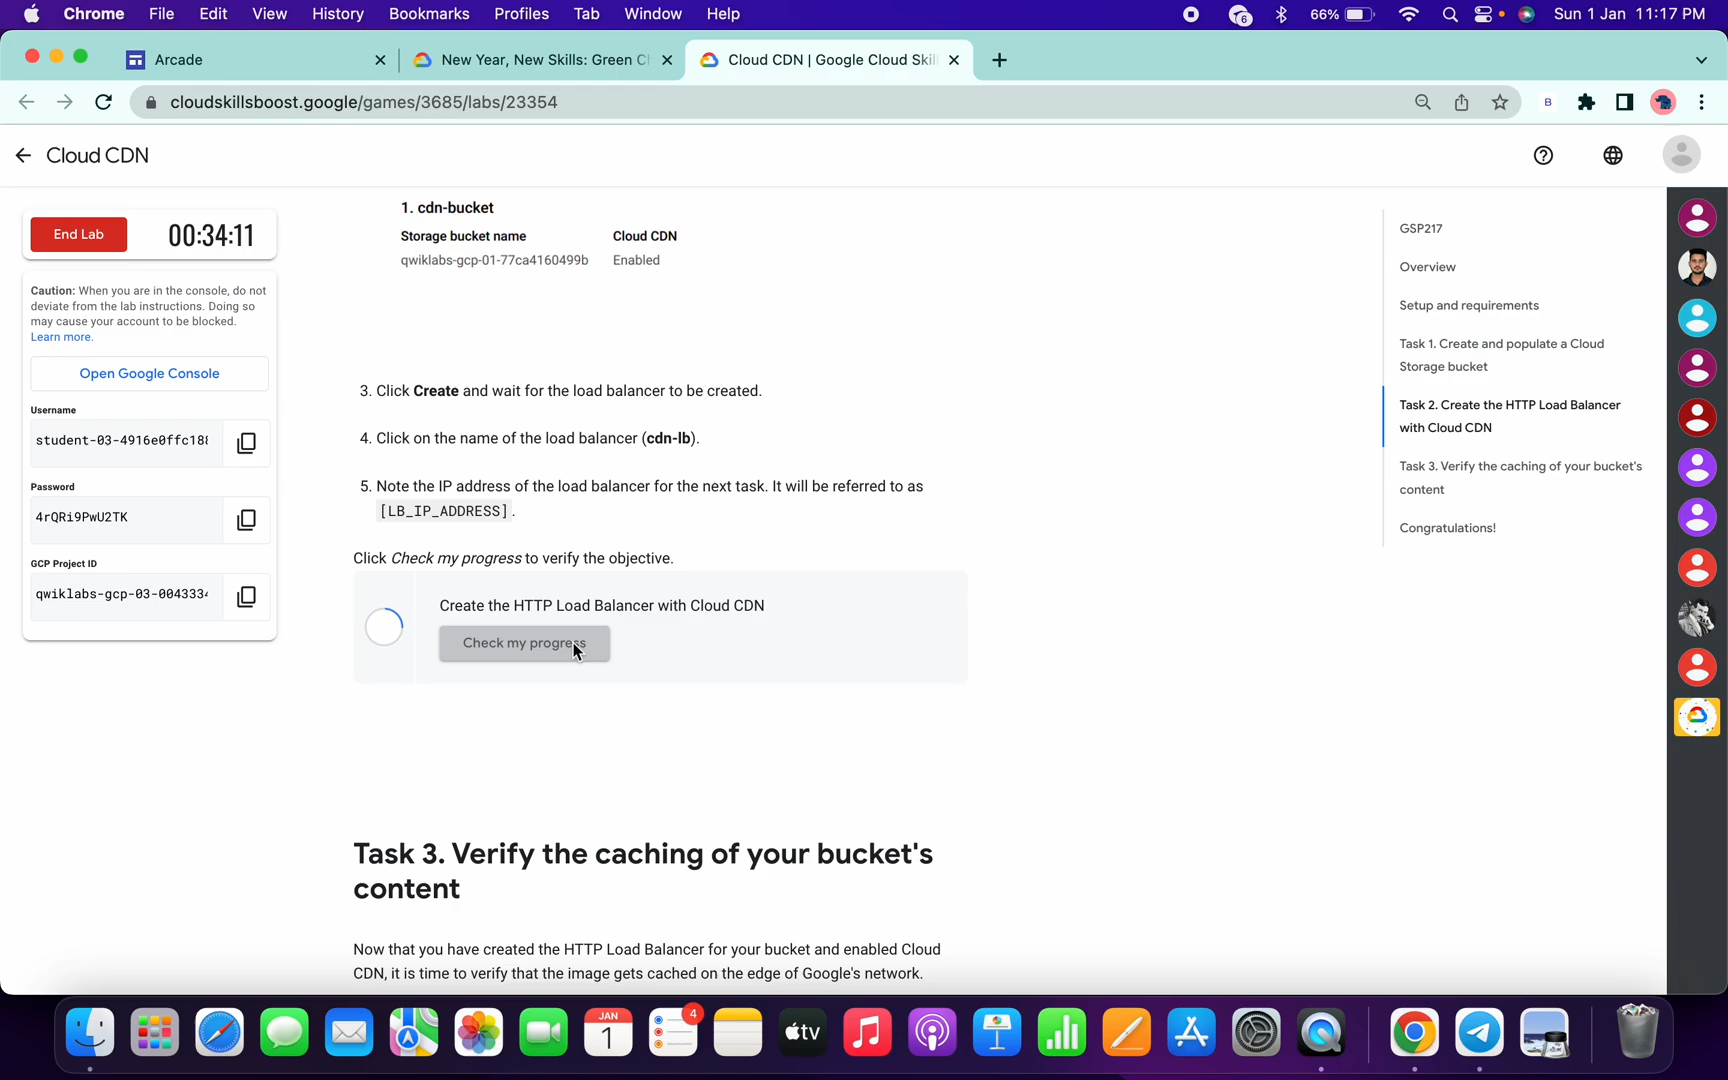 Chrome File Edit View History Bookmarks Profiles Tab Window Help 6 66% Sun 1 Jan 11:17 PM
Arcade
New Year, New Skills: Green C
Cloud CDN | Google Cloud Skil
cloudskillsboost.google/games/3685/labs/23354
B
Cloud CDN
End Lab
00:34:11
Caution: When you are in the console, do not
deviate from the lab instructions. Doing so
may cause your account to be blocked.
Learn more.
Open Google Console
Username
student-03-4916e0ffc188
Password
4rQRi9PwU2TK
GCP Project ID
qwiklabs-gcp-03-0043334
1. cdn-bucket
Storage bucket name Cloud CDN
qwiklabs-gcp-01-77ca4160499b Enabled
3. Click Create and wait for the load balancer to be created.
4. Click on the name of the load balancer (cdn-lb).
5. Note the IP address of the load balancer for the next task. It will be referred to as
[LB_IP_ADDRESS].
Click Check my progress to verify the objective.
Create the HTTP Load Balancer with Cloud CDN
Check my progress
Task 3. Verify the caching of your bucket's
content
Now that you have created the HTTP Load Balancer for your bucket and enabled Cloud
CDN, it is time to verify that the image gets cached on the edge of Google's network.
GSP217
Overview
Setup and requirements
Task 1. Create and populate a Cloud
Storage bucket
Task 2. Create the HTTP Load Balancer
with Cloud CDN
Task 3. Verify the caching of your bucket's
content
Congratulations!
JAN
1
4
tv